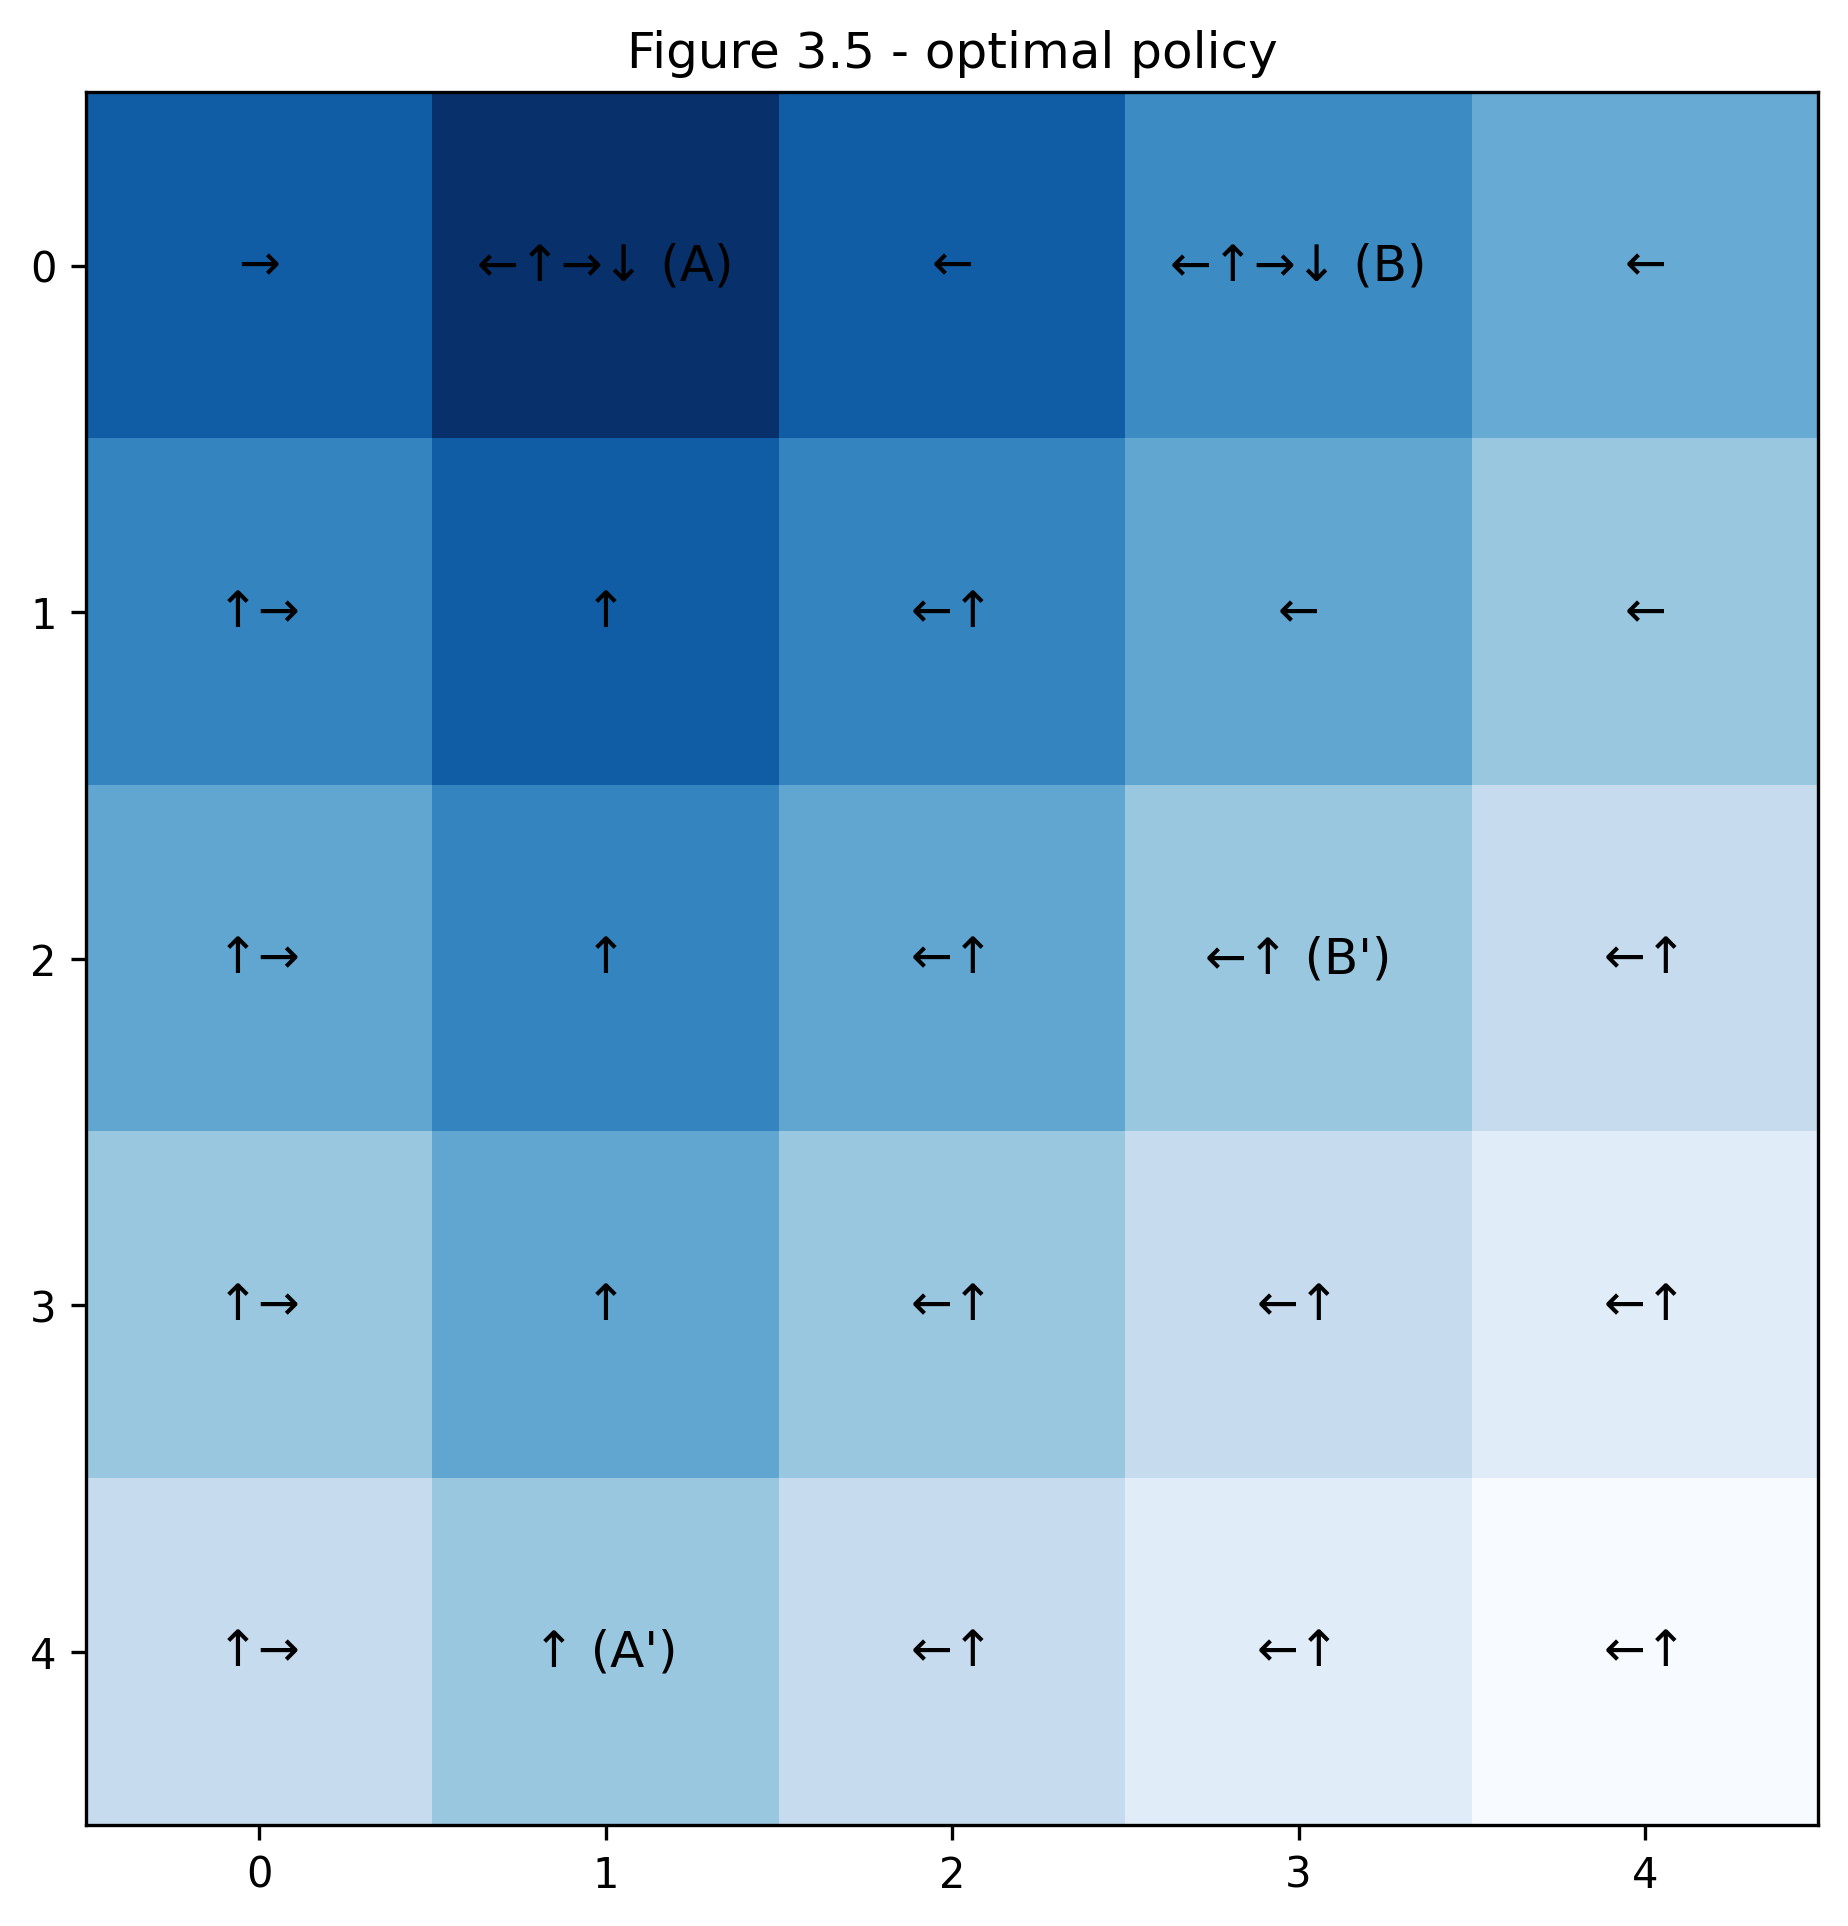 Figure 3.5 - optimal policy
0 → ←↑→↓ (A) ← ←↑→↓ (B) ←
1 ↑→ ↑ ←↑ ← ←
2 ↑→ ↑ ←↑ ←↑ (B') ←↑
3 ↑→ ↑ ←↑ ←↑ ←↑
4 ↑→ ↑ (A') ←↑ ←↑ ←↑
0 1 2 3 4